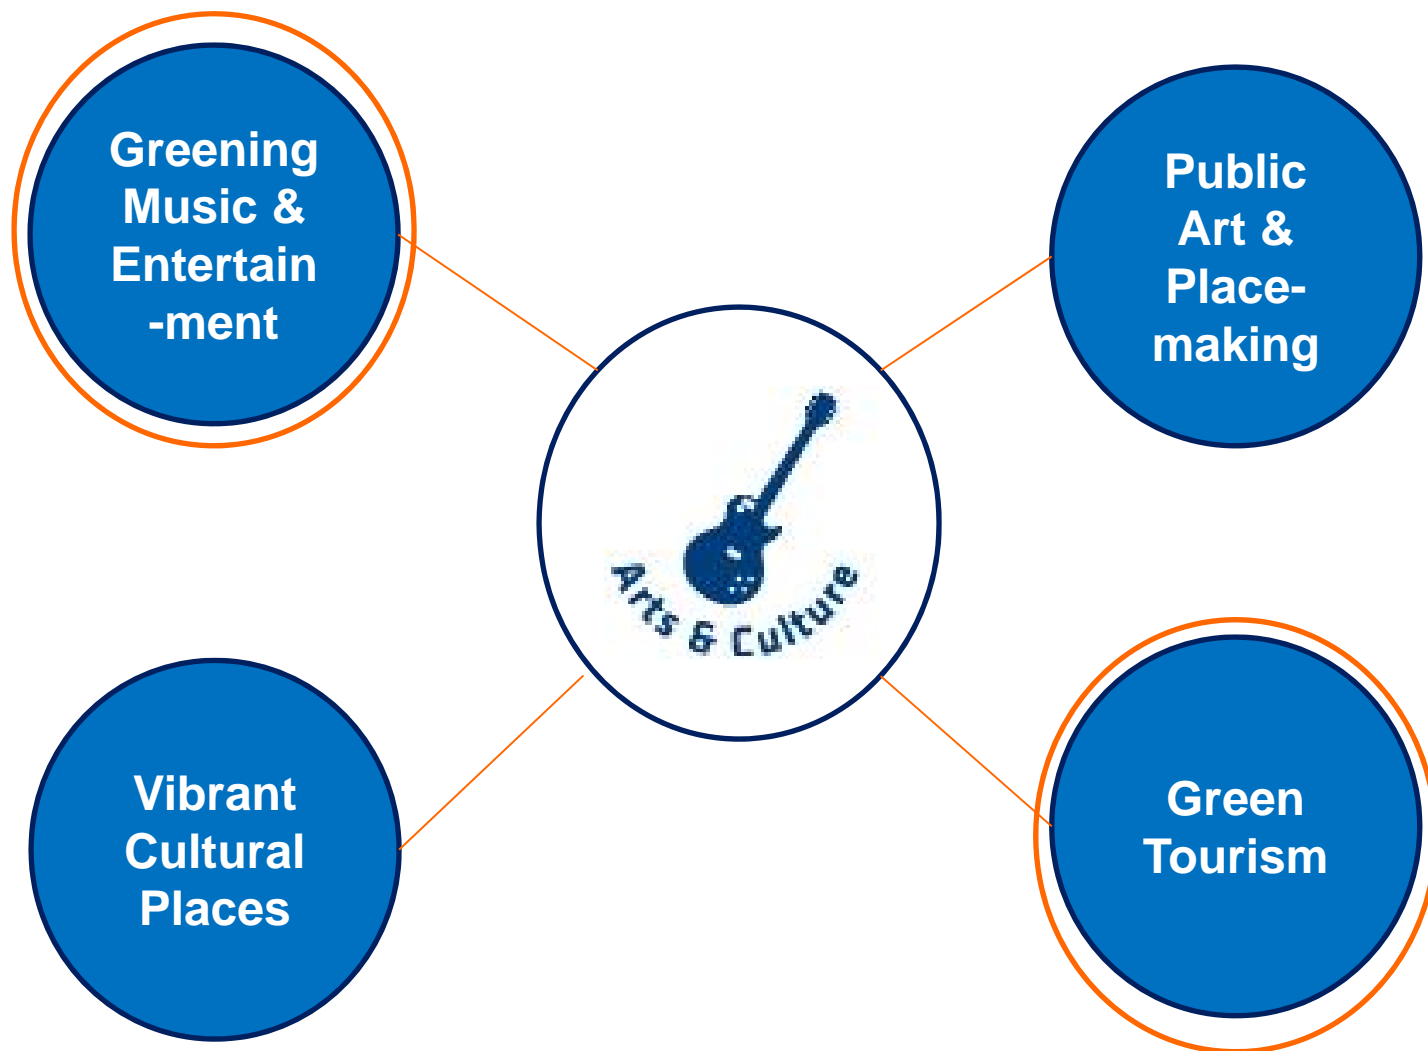 Greening
Music &
Entertain
-ment
Public
Art &
Place-
making
Arts & Culture
Vibrant
Cultural
Places
Green
Tourism